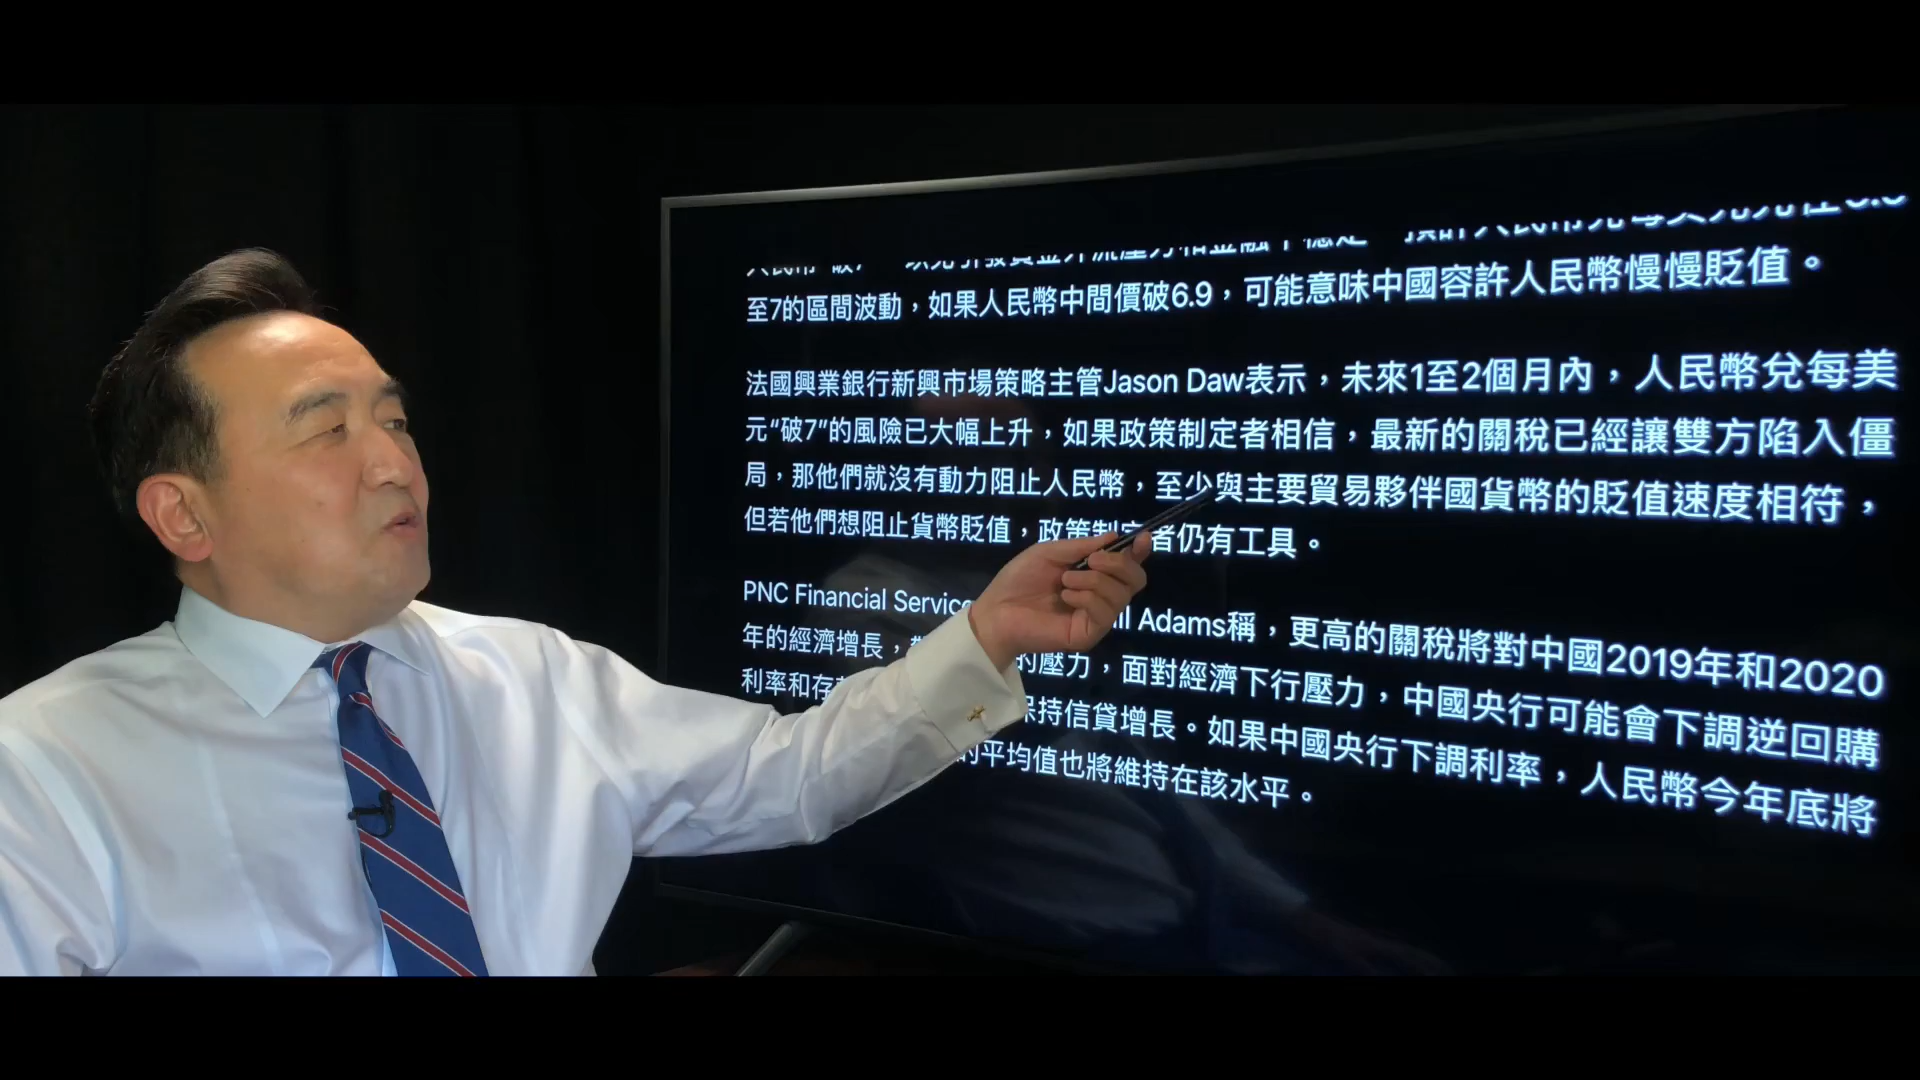 至7的區間波動，如果人民幣中間價破6.9，可能意味中國容許人民幣慢慢貶值。
法國興業銀行新興市場策略主管Jason Daw表示，未來1至2個月內，人民幣兌每美
元“破7”的風險已大幅上升，如果政策制定者相信，最新的關稅已經讓雙方陷入僵
局，那他們就沒有動力阻止人民幣，至少與主要貿易夥伴國貨幣的貶值速度相符，
但若他們想阻止貨幣貶值，政策制定者仍有工具。
PNC Financial Adams稱，更高的關稅將對中國2019年和2020
年的經濟增長，的壓力，面對經濟下行壓力，中國央行可能會下調逆回購
利率和存保持信貸增長。如果中國央行下調利率，人民幣今年底將
的平均值也將維持在該水平。